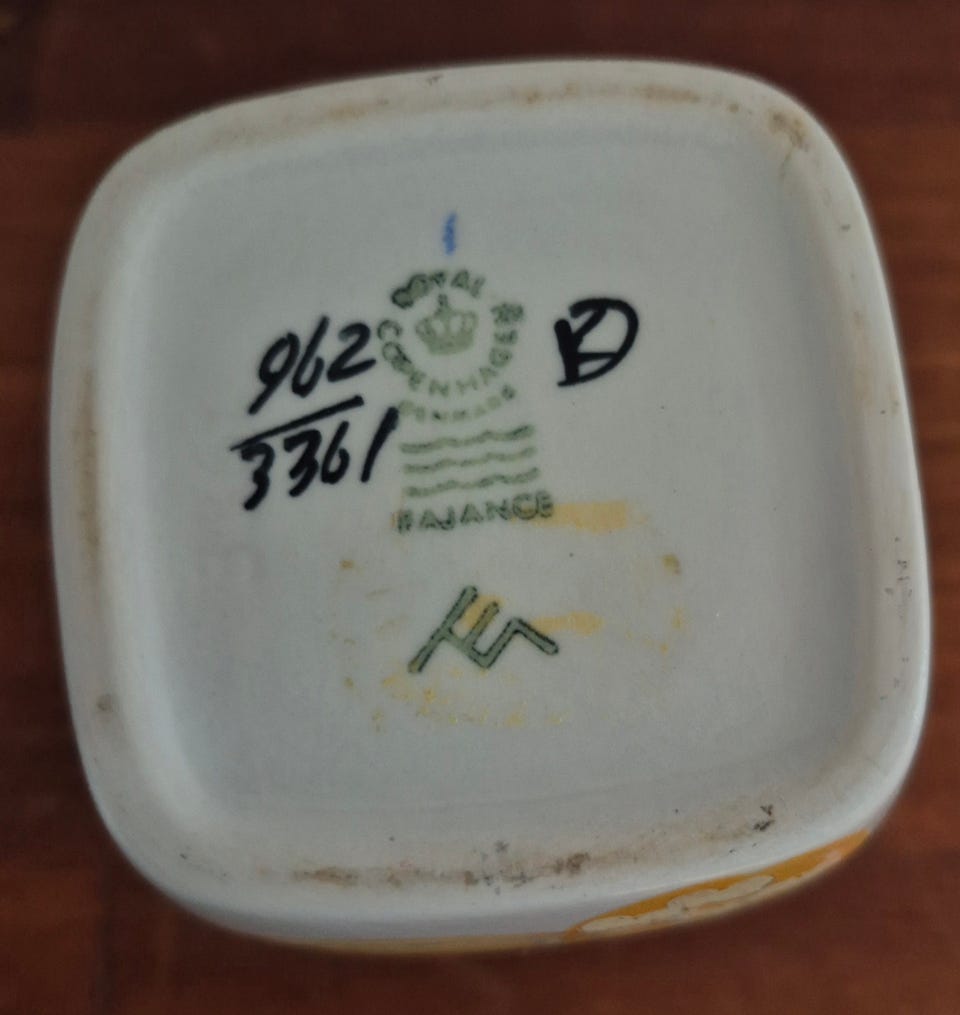 ROYAL COPENHAGEN
DENMARK
962
3361
FAJANCE